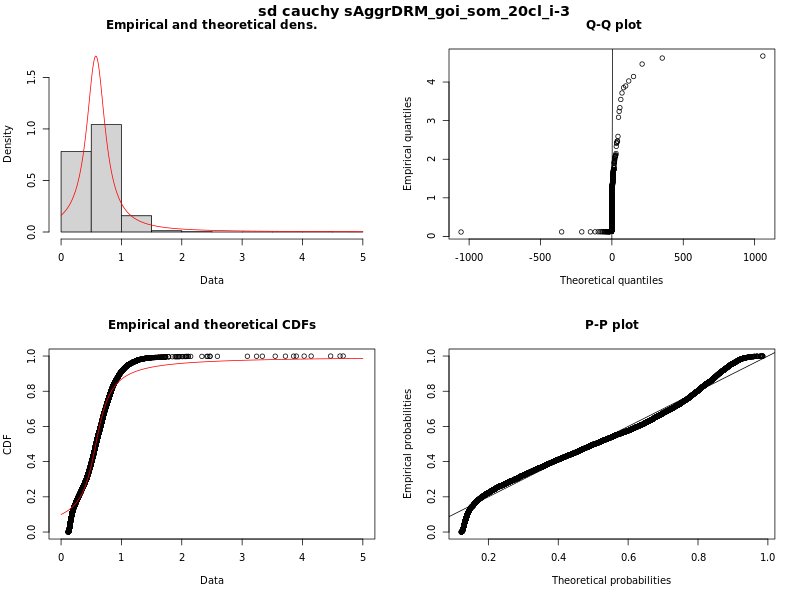 sd cauchy sAggrDRM_goi_som_20cl_i-3
Empirical and theoretical dens.
Density
0.0 0.5 1.0 1.5
0 1 2 3 4 5
Data
Q-Q plot
Empirical quantiles
0 1 2 3 4
-1000 -500 0 500 1000
Theoretical quantiles
Empirical and theoretical CDFs
CDF
0.0 0.2 0.4 0.6 0.8 1.0
0 1 2 3 4 5
Data
P-P plot
Empirical probabilities
0.0 0.2 0.4 0.6 0.8 1.0
0.2 0.4 0.6 0.8 1.0
Theoretical probabilities